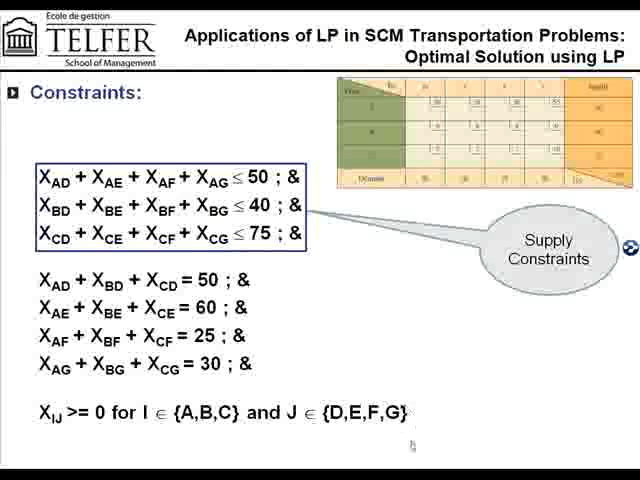 École de gestion
TELFER
School of Management
Applications of LP in SCM Transportation Problems:
Optimal Solution using LP
Constraints:
X_AD + X_AE + X_AF + X_AG ≤ 50 ; &
X_BD + X_BE + X_BF + X_BG ≤ 40 ; &
X_CD + X_CE + X_CF + X_CG ≤ 75 ; &
Supply
Constraints
X_AD + X_BD + X_CD = 50 ; &
X_AE + X_BE + X_CE = 60 ; &
X_AF + X_BF + X_CF = 25 ; &
X_AG + X_BG + X_CG = 30 ; &
X_IJ >= 0 for I ∈ {A,B,C} and J ∈ {D,E,F,G}